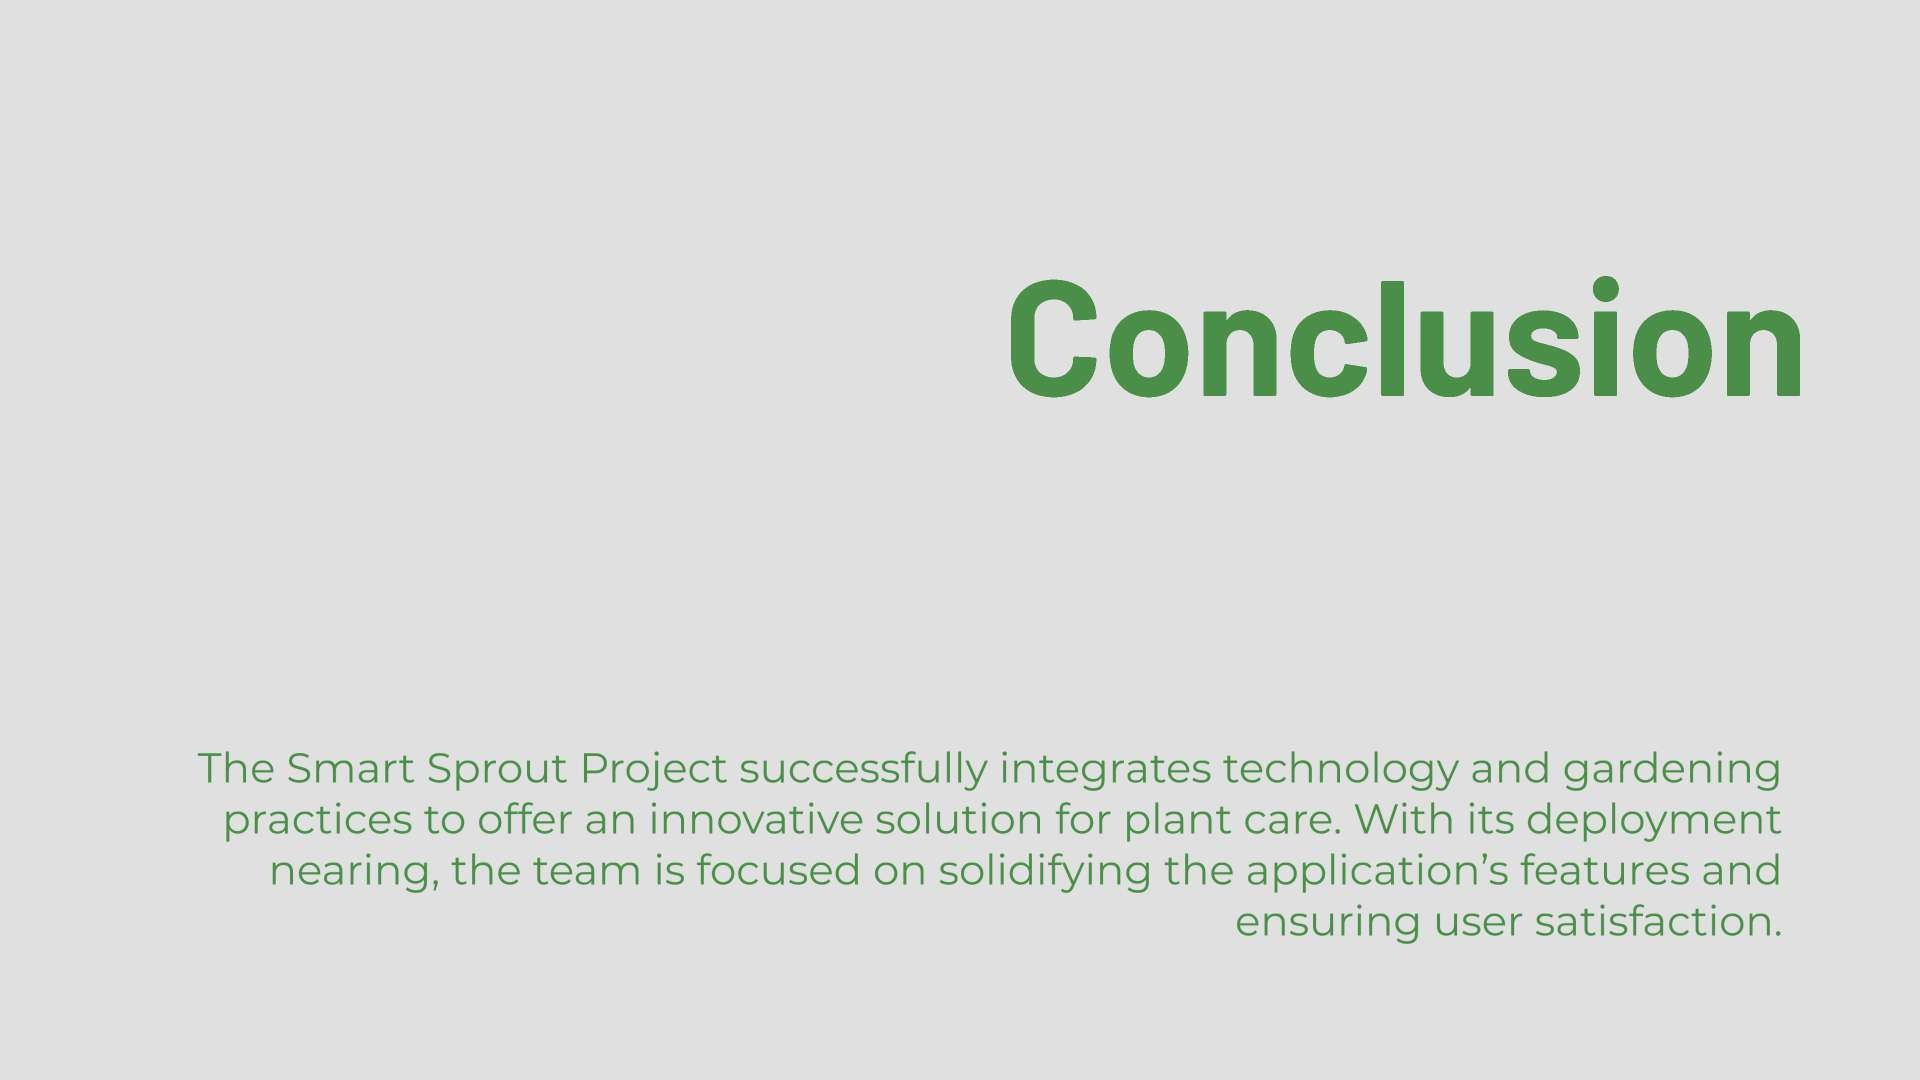 Conclusion
The Smart Sprout Project successfully integrates technology and gardening
practices to offer an innovative solution for plant care. With its deployment
nearing, the team is focused on solidifying the application’s features and
ensuring user satisfaction.